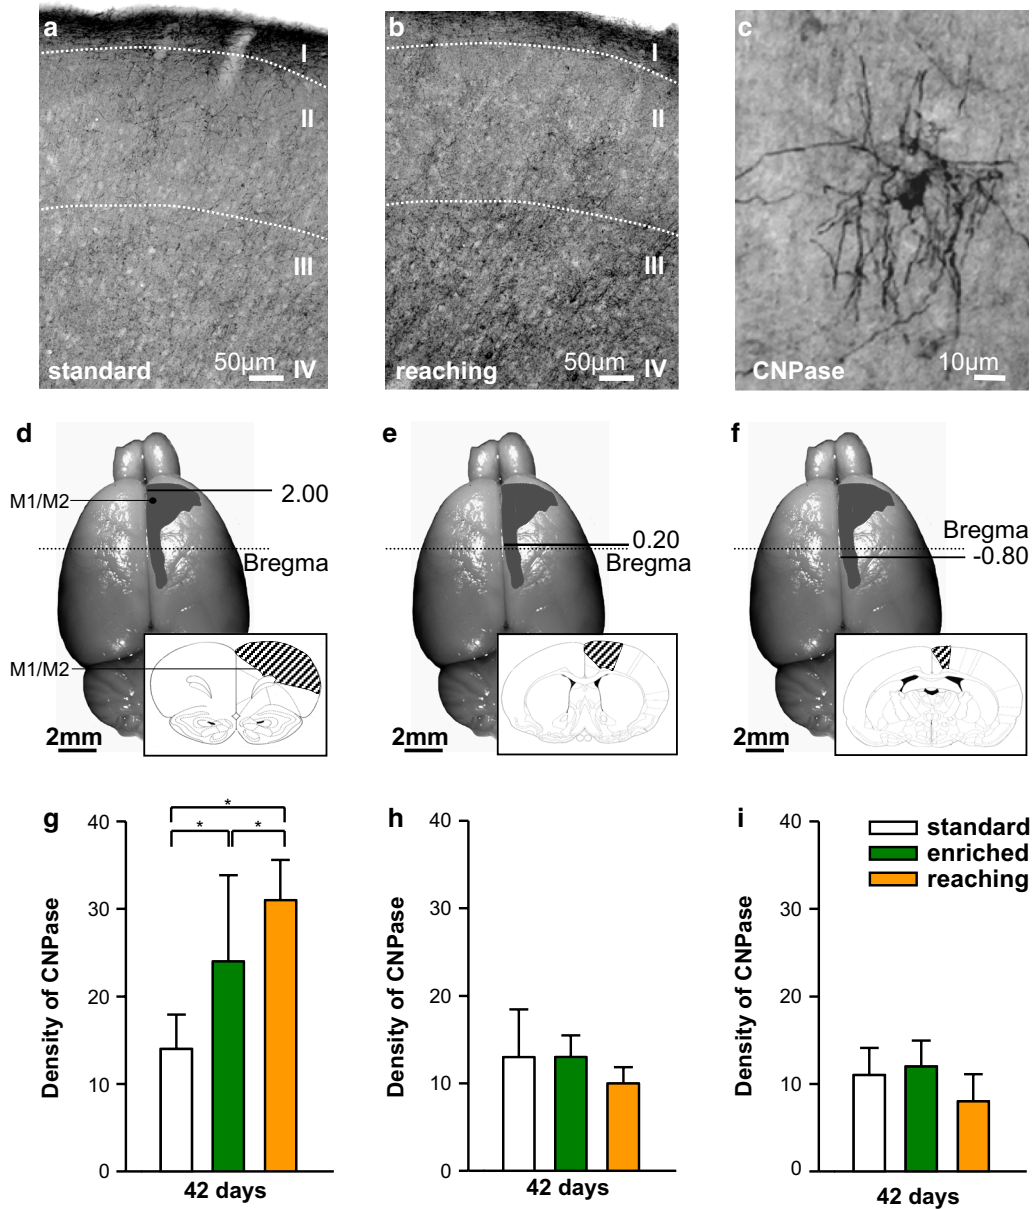 a
I
II
III
IV
standard
50µm
b
I
II
III
IV
reaching
50µm
c
CNPase
10µm
d
M1/M2
2.00
Bregma
M1/M2
2mm
e
0.20
Bregma
2mm
f
Bregma
-0.80
2mm
g
Density of CNPase
40
30
20
10
0
* 
* *
42 days
h
Density of CNPase
40
30
20
10
0
42 days
i
Density of CNPase
40
30
20
10
0
42 days
standard
enriched
reaching